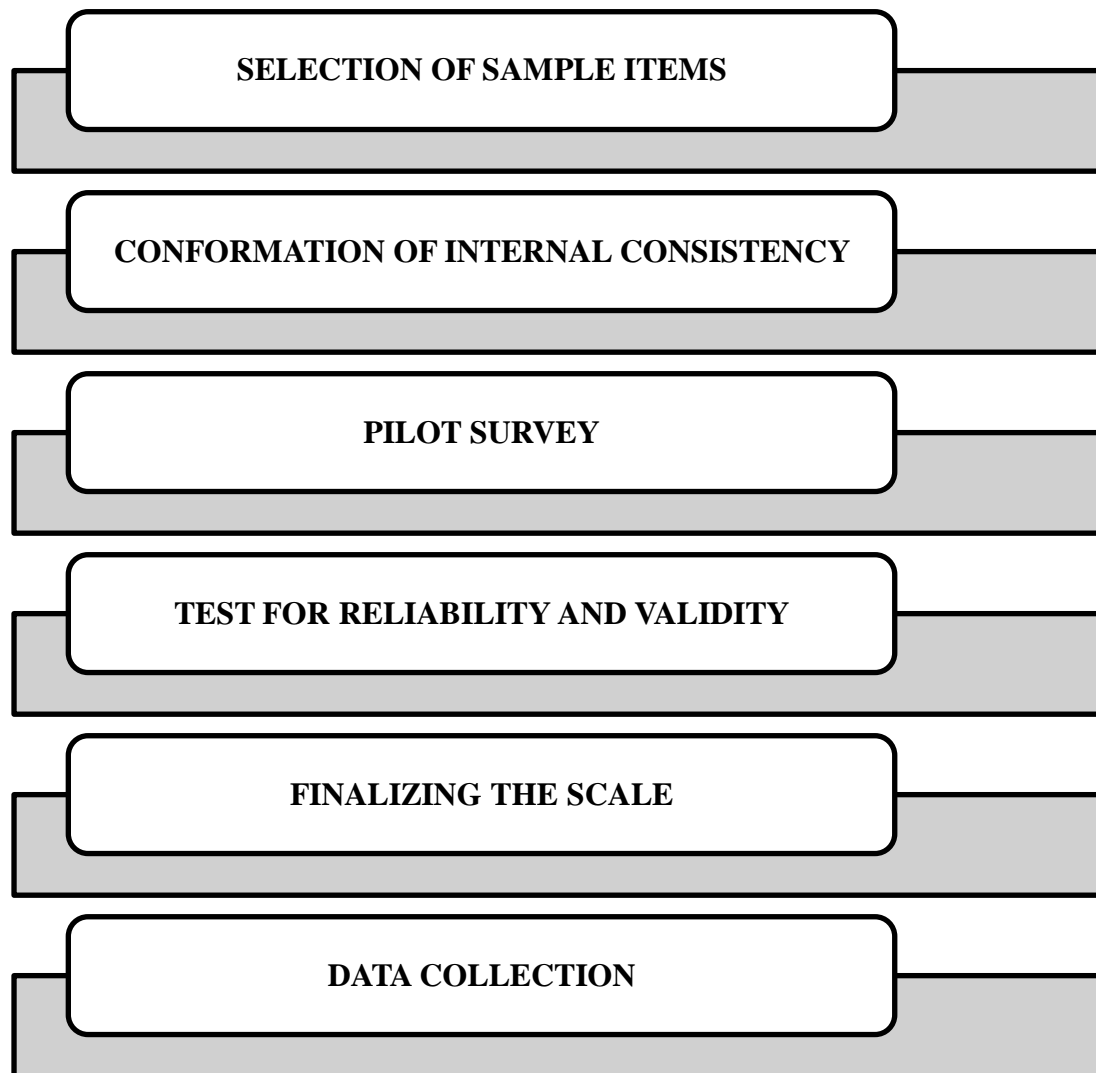 SELECTION OF SAMPLE ITEMS
CONFORMATION OF INTERNAL CONSISTENCY
PILOT SURVEY
TEST FOR RELIABILITY AND VALIDITY
FINALIZING THE SCALE
DATA COLLECTION